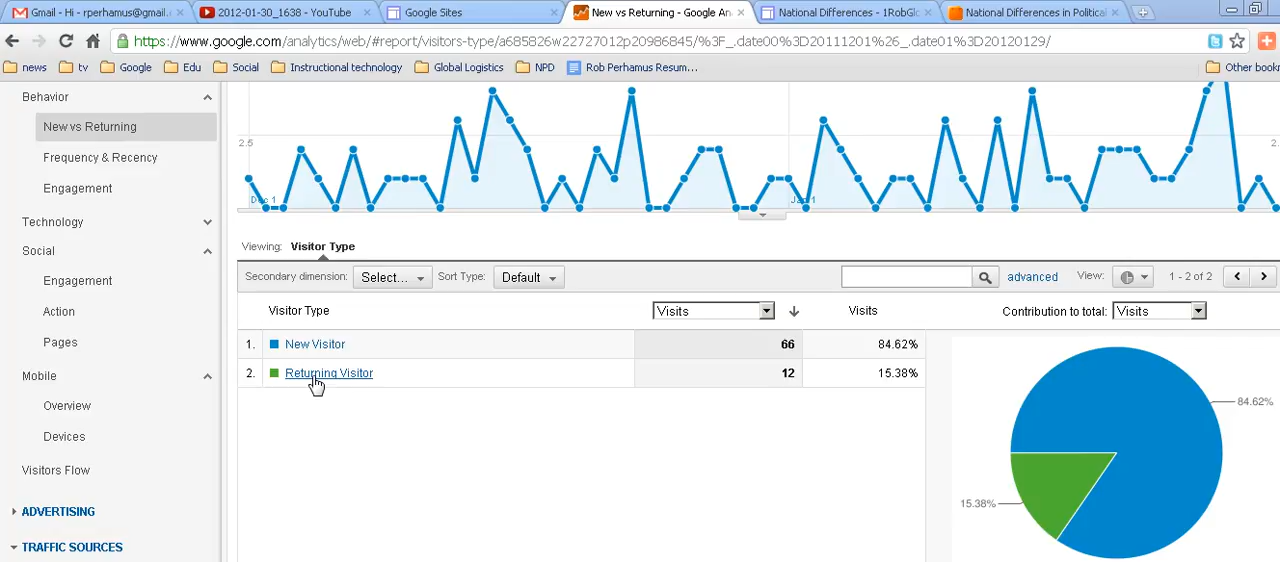 Gmail - Hi - rperhamus@gmail.c
2012-01-30_1638 - YouTube
Google Sites
New vs Returning - Google An
National Differences - 1RobGlo
National Differences in Political
https://www.google.com/analytics/web/#report/visitors-type/a685826w22727012p20986845/%3F_.date00%3D20111201%26_.date01%3D20120129/
news tv Google Edu Social Instructional technology Global Logistics NPD Rob Perhamus Resum... Other book
Behavior
New vs Returning
Frequency & Recency
Engagement
Technology
Social
Engagement
Action
Pages
Mobile
Overview
Devices
Visitors Flow
ADVERTISING
TRAFFIC SOURCES
2.5
2.
Dec 1
Jan 1
Viewing: Visitor Type
Secondary dimension: Select... Sort Type: Default advanced View: 1 - 2 of 2
Visitor Type Visits Visits Contribution to total: Visits
1. New Visitor 66 84.62%
2. Returning Visitor 12 15.38%
84.62%
15.38%